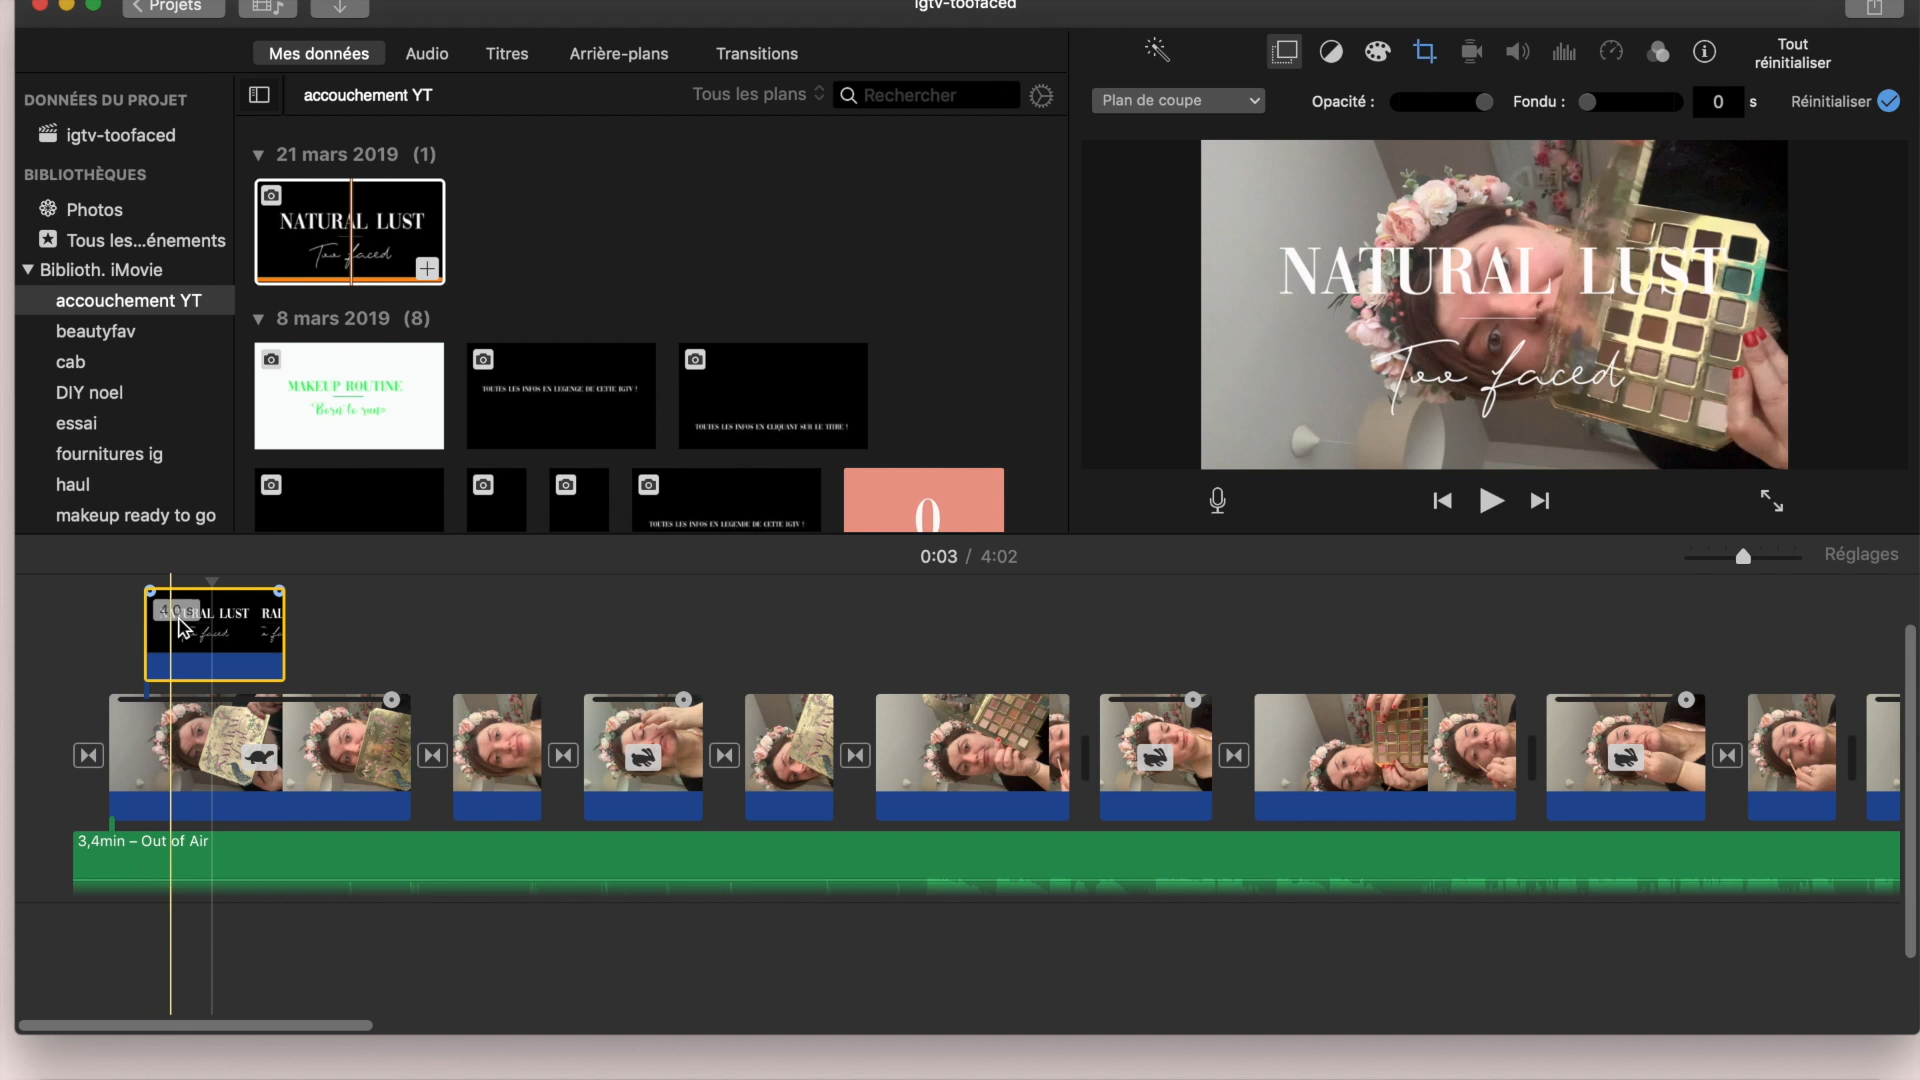 Projets
igtv-toofaced
Mes données
Audio
Titres
Arrière-plans
Transitions
Tout
réinitialiser
DONNÉES DU PROJET
igtv-toofaced
BIBLIOTHÈQUES
Photos
Tous les...énements
Biblioth. iMovie
accouchement YT
beautyfav
cab
DIY noel
essai
fournitures ig
haul
makeup ready to go
accouchement YT
Tous les plans
Rechercher
21 mars 2019 (1)
NATURAL LUST
Too faced
8 mars 2019 (8)
MAKEUP ROUTINE
Born to run
TOUTES LES INFOS EN LEGENGE DE CETTE IGTV !
TOUTES LES INFOS EN CLIQUANT SUR LE TITRE !
TOUTES LES INFOS EN LEGENDE DE CETTE IGTV !
0
Plan de coupe
Opacité :
Fondu :
0 s
Réinitialiser
NATURAL LUST
Too faced
0:03 / 4:02
Réglages
4,0 s
NATURAL LUST RAL
faced
3,4min – Out of Air